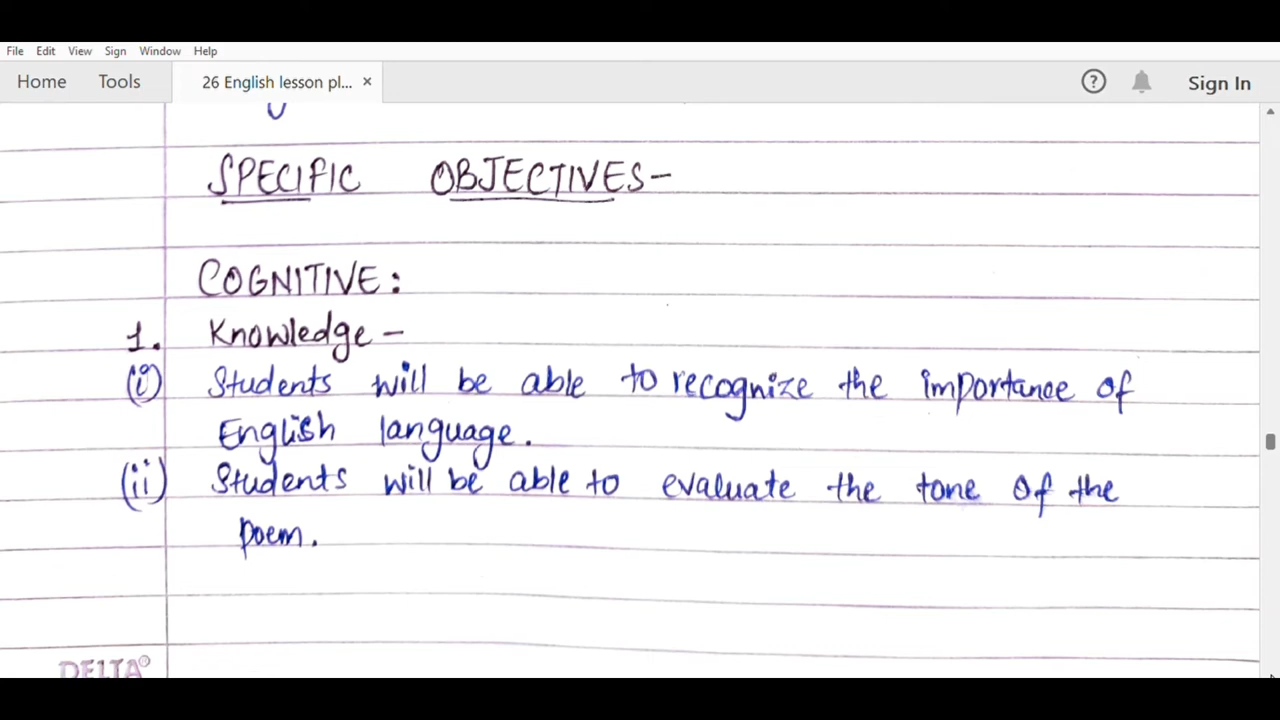 File Edit View Sign Window Help
Home Tools 26 English lesson pl... × ? Sign In
SPECIFIC OBJECTIVES-
COGNITIVE:
1. Knowledge -
(i) Students will be able to recognize the importance of
English language.
(ii) Students will be able to evaluate the tone of the
poem.
DELTA